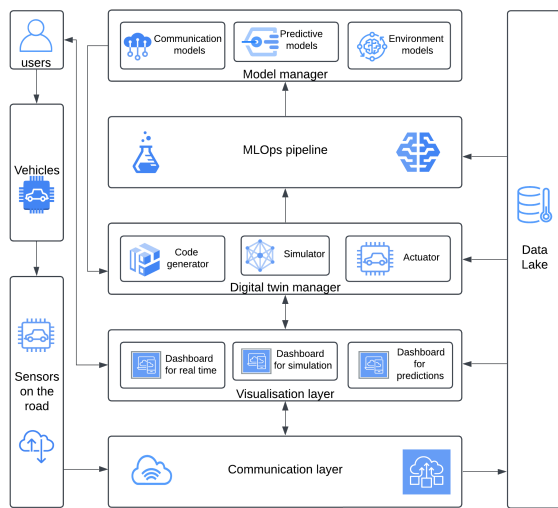 users
Vehicles
Sensors
on the
road
Communication
models
Predictive
models
Environment
models
Model manager
MLOps pipeline
Code
generator
Simulator
Actuator
Digital twin manager
Dashboard
for real time
Dashboard
for simulation
Dashboard
for
predictions
Visualisation layer
Communication layer
Data
Lake